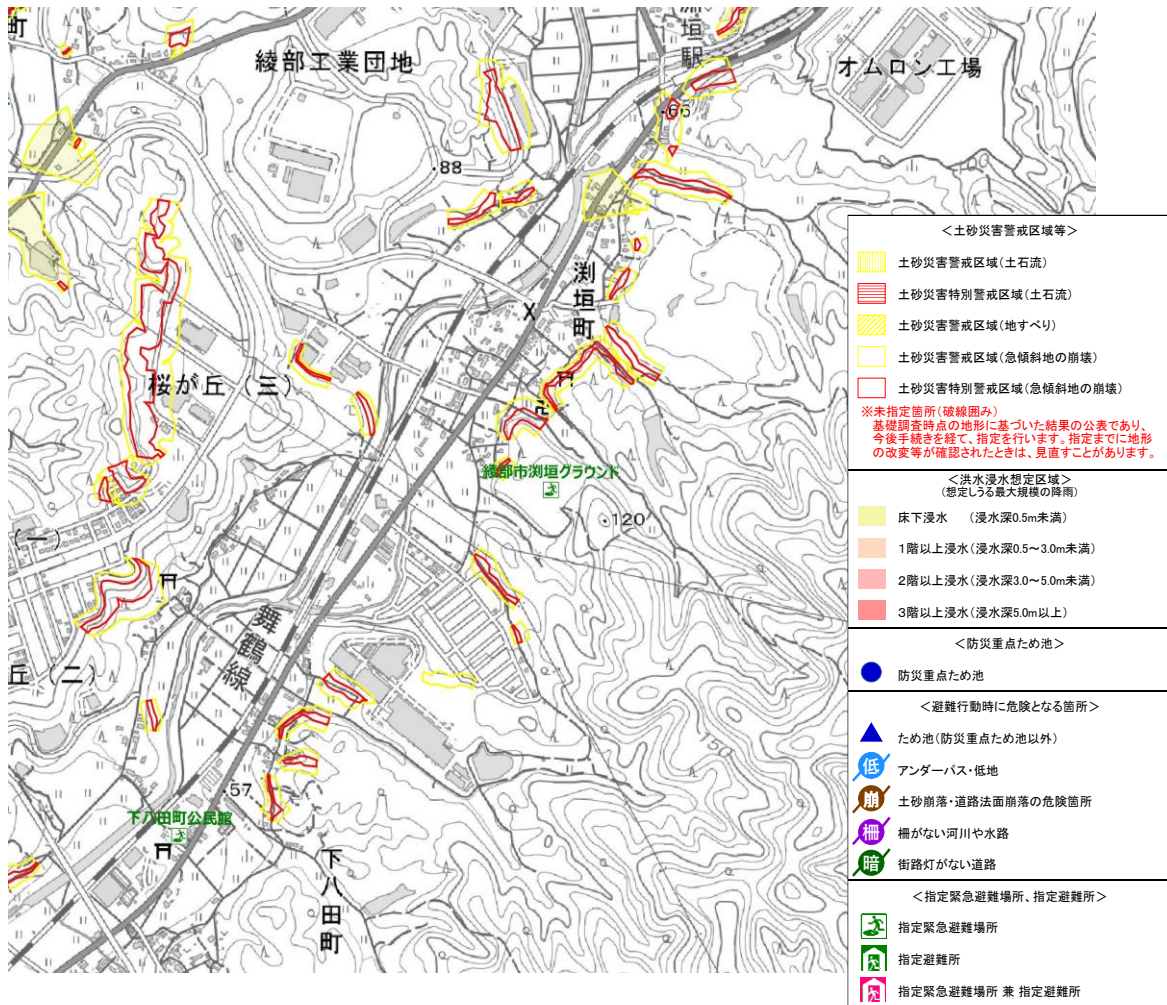 町
綾部工業団地
渕垣駅
オムロン工場
65
88
渕垣町
桜が丘(三)
綾部市渕垣グラウンド
120
(一)
舞鶴線
丘(二)
150
57
下八田町公民館
下八田町
<土砂災害警戒区域等>
土砂災害警戒区域(土石流)
土砂災害特別警戒区域(土石流)
土砂災害警戒区域(地すべり)
土砂災害警戒区域(急傾斜地の崩壊)
土砂災害特別警戒区域(急傾斜地の崩壊)
※未指定箇所(破線囲み)
基礎調査時点の地形に基づいた結果の公表であり、
今後手続きを経て、指定を行います。指定までに地形
の改変等が確認されたときは、見直すことがあります。
<洪水浸水想定区域>
(想定しうる最大規模の降雨)
床下浸水 (浸水深0.5m未満)
1階以上浸水(浸水深0.5~3.0m未満)
2階以上浸水(浸水深3.0~5.0m未満)
3階以上浸水(浸水深5.0m以上)
<防災重点ため池>
防災重点ため池
<避難行動時に危険となる箇所>
ため池(防災重点ため池以外)
低 アンダーパス・低地
崩 土砂崩落・道路法面崩落の危険箇所
柵 柵がない河川や水路
暗 街路灯がない道路
<指定緊急避難場所、指定避難所>
指定緊急避難場所
指定避難所
指定緊急避難場所 兼 指定避難所